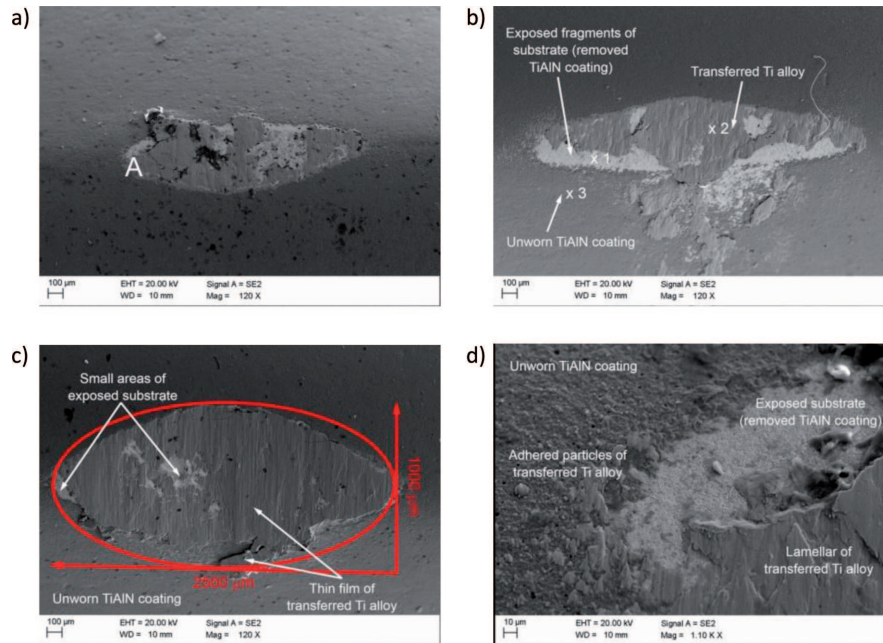 a)
A
100 µm
EHT = 20.00 kV
Signal A = SE2
WD = 10 mm
Mag = 120 X
b)
Exposed fragments of
substrate (removed
TiAlN coating)
Transferred Ti alloy
x 2
x 1
x 3
Unworn TiAlN coating
100 µm
EHT = 20.00 kV
Signal A = SE2
WD = 10 mm
Mag = 120 X
c)
Small areas of
exposed substrate
1000 µm
2500 µm
Unworn TiAlN coating
Thin film of
transferred Ti alloy
100 µm
EHT = 20.00 kV
Signal A = SE2
WD = 10 mm
Mag = 120 X
d)
Unworn TiAlN coating
Exposed substrate
(removed TiAlN coating)
Adhered particles of
transferred Ti alloy
Lamellar of
transferred Ti alloy
10 µm
EHT = 20.00 kV
Signal A = SE2
WD = 10 mm
Mag = 1.10 K X